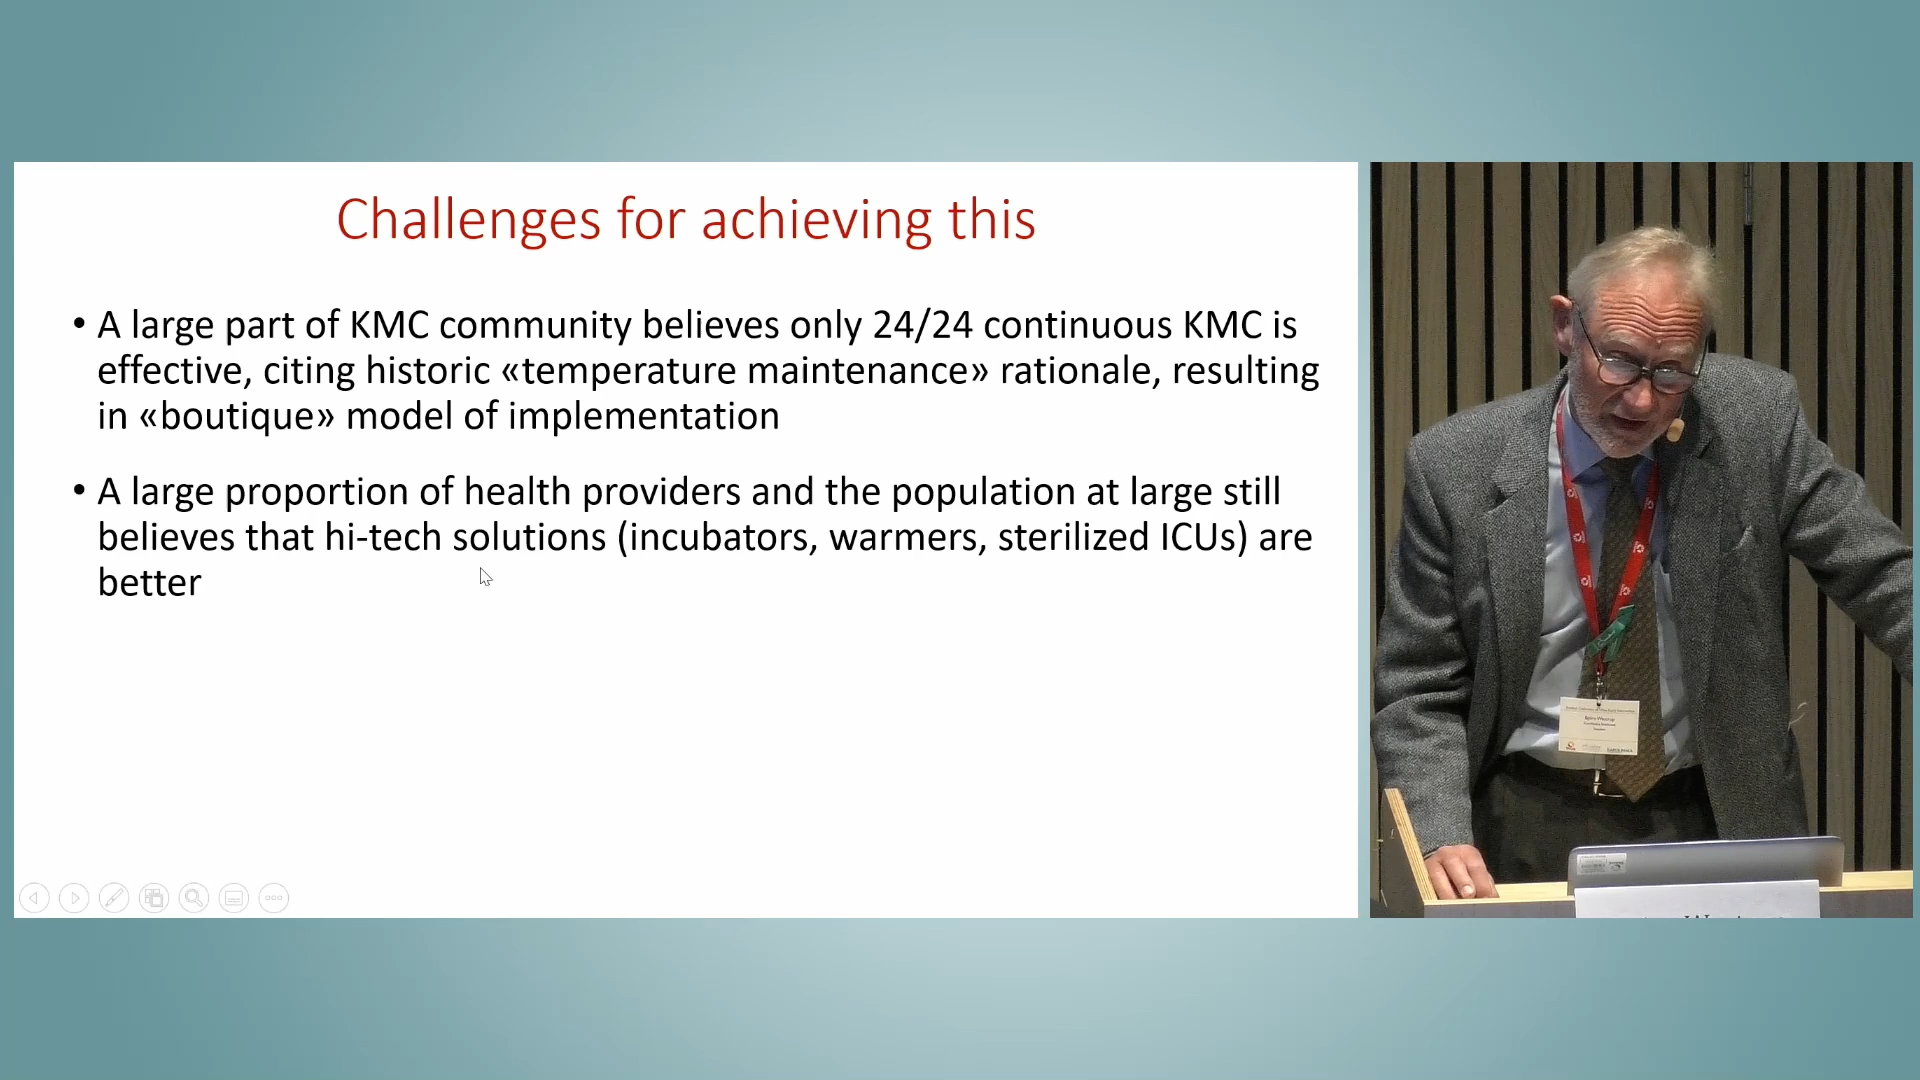 Challenges for achieving this
• A large part of KMC community believes only 24/24 continuous KMC is
effective, citing historic «temperature maintenance» rationale, resulting
in «boutique» model of implementation
• A large proportion of health providers and the population at large still
believes that hi-tech solutions (incubators, warmers, sterilized ICUs) are
better